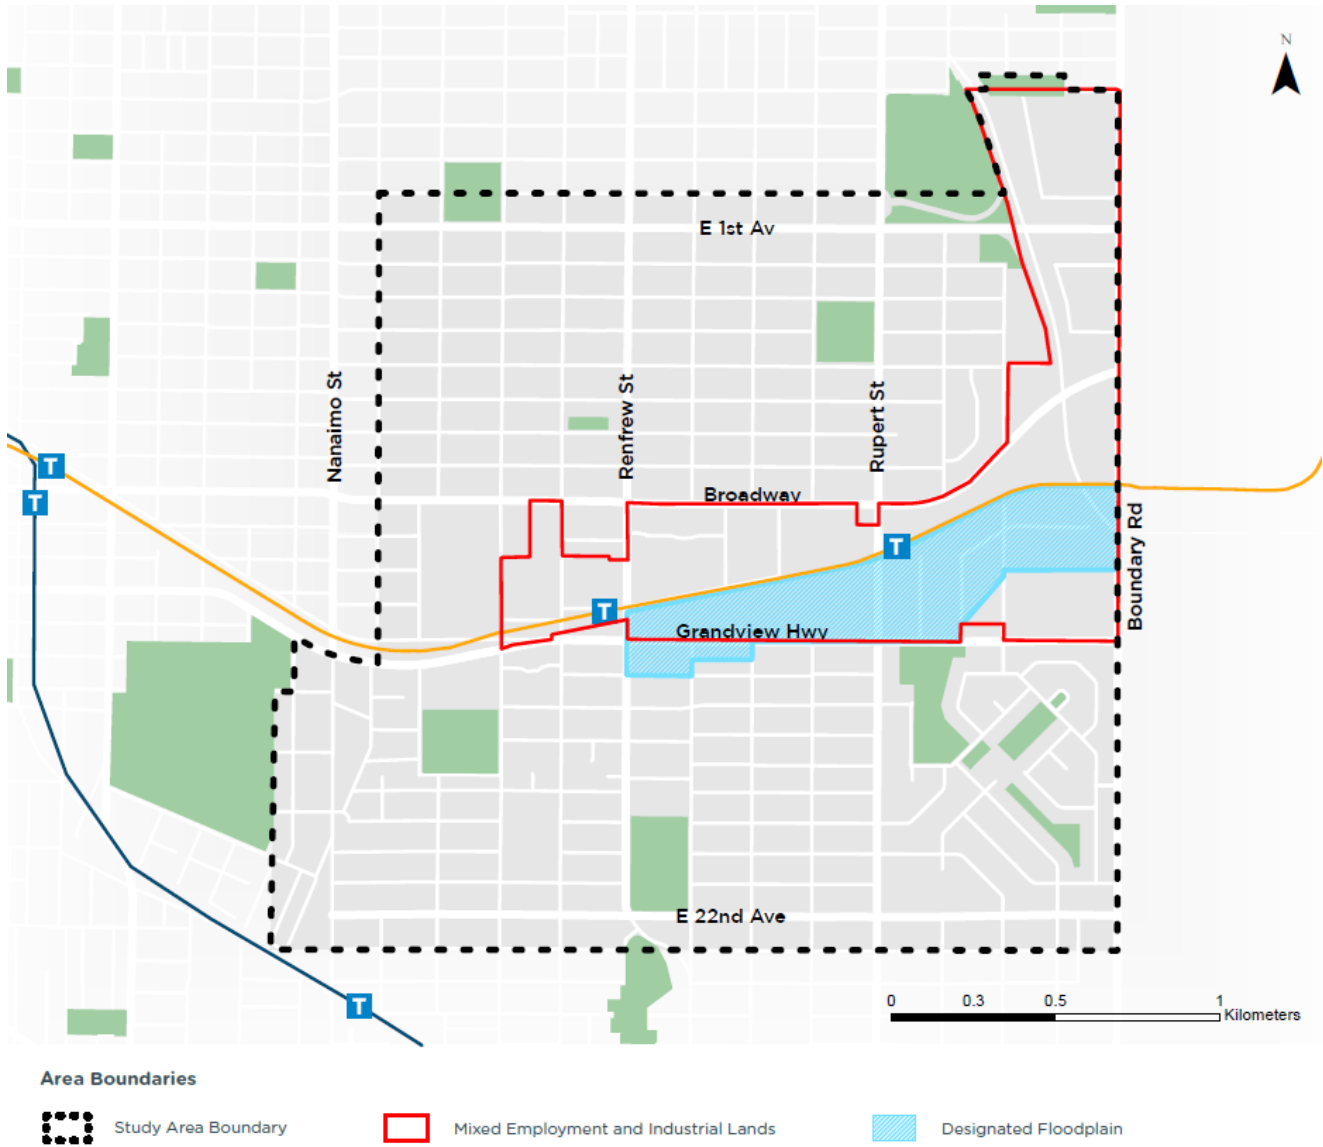 N
E 1st Av
Nanaimo St
Renfrew St
Rupert St
T
T
Broadway
Boundary Rd
T
T
Grandview Hwy
E 22nd Ave
T
0 0.3 0.5 1
Kilometers
Area Boundaries
Study Area Boundary
Mixed Employment and Industrial Lands
Designated Floodplain